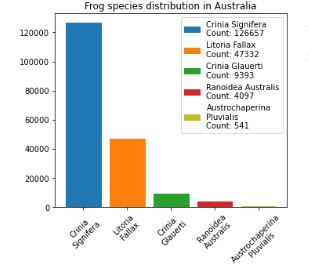 Frog species distribution in Australia
120000
100000
80000
60000
40000
20000
0
Crinia Signifera
Count: 126657
Litoria Fallax
Count: 47332
Crinia Glauerti
Count: 9393
Ranoidea Australis
Count: 4097
Austrochaperina
Pluvialis
Count: 541
Crinia
Signifera
Litoria
Fallax
Crinia
Glauerti
Ranoidea
Australis
Austrochaperina
Pluvialis